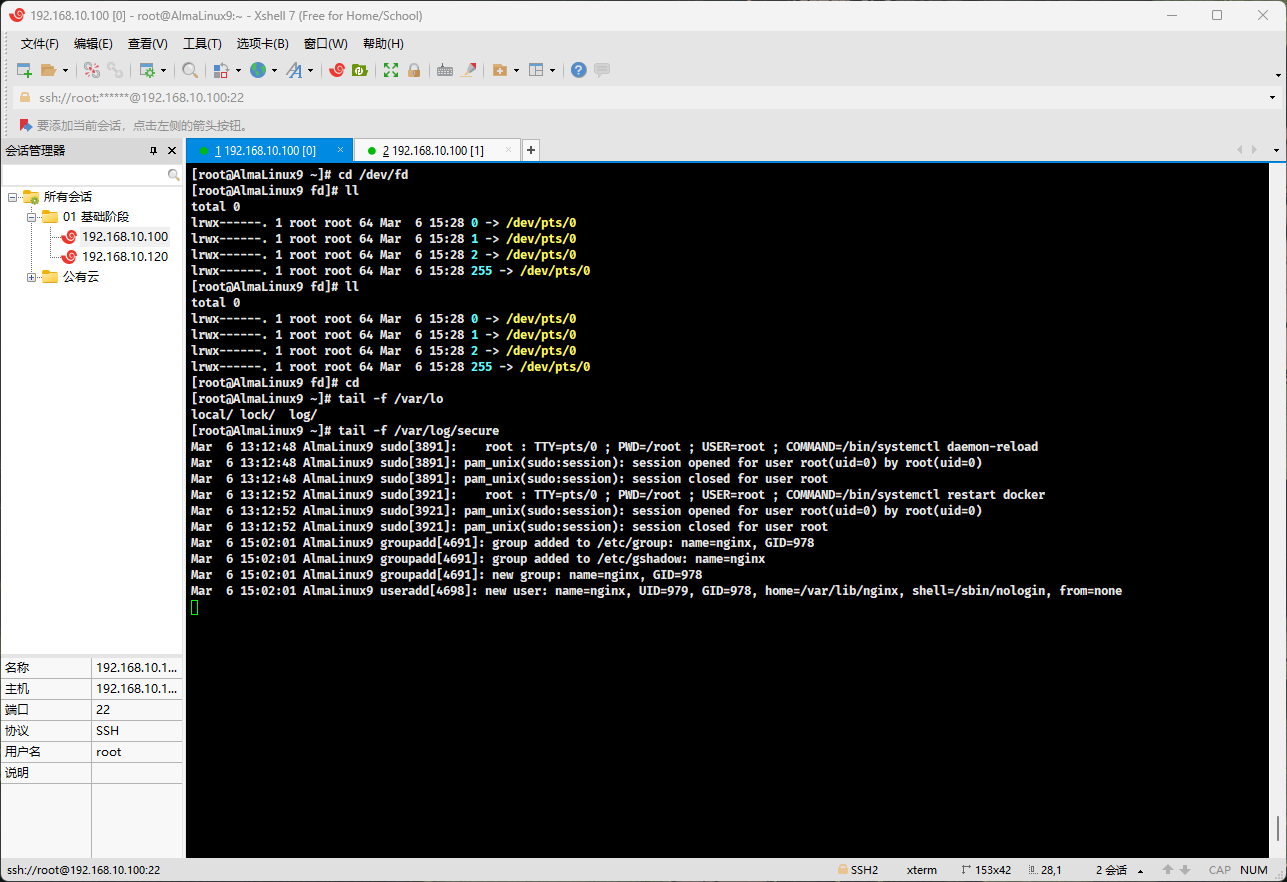 192.168.10.100 [0] - root@AlmaLinux9:~ - Xshell 7 (Free for Home/School)
文件(F) 编辑(E) 查看(V) 工具(T) 选项卡(B) 窗口(W) 帮助(H)
ssh://root:******@192.168.10.100:22
要添加当前会话，点击左侧的箭头按钮。
会话管理器
1 192.168.10.100 [0]
2 192.168.10.100 [1]
所有会话
01 基础阶段
192.168.10.100
192.168.10.120
公有云
[root@AlmaLinux9 ~]# cd /dev/fd
[root@AlmaLinux9 fd]# ll
total 0
lrwx------. 1 root root 64 Mar  6 15:28 0 -> /dev/pts/0
lrwx------. 1 root root 64 Mar  6 15:28 1 -> /dev/pts/0
lrwx------. 1 root root 64 Mar  6 15:28 2 -> /dev/pts/0
lrwx------. 1 root root 64 Mar  6 15:28 255 -> /dev/pts/0
[root@AlmaLinux9 fd]# ll
total 0
lrwx------. 1 root root 64 Mar  6 15:28 0 -> /dev/pts/0
lrwx------. 1 root root 64 Mar  6 15:28 1 -> /dev/pts/0
lrwx------. 1 root root 64 Mar  6 15:28 2 -> /dev/pts/0
lrwx------. 1 root root 64 Mar  6 15:28 255 -> /dev/pts/0
[root@AlmaLinux9 fd]# cd
[root@AlmaLinux9 ~]# tail -f /var/lo
local/ lock/  log/
[root@AlmaLinux9 ~]# tail -f /var/log/secure
Mar  6 13:12:48 AlmaLinux9 sudo[3891]:    root : TTY=pts/0 ; PWD=/root ; USER=root ; COMMAND=/bin/systemctl daemon-reload
Mar  6 13:12:48 AlmaLinux9 sudo[3891]: pam_unix(sudo:session): session opened for user root(uid=0) by root(uid=0)
Mar  6 13:12:48 AlmaLinux9 sudo[3891]: pam_unix(sudo:session): session closed for user root
Mar  6 13:12:52 AlmaLinux9 sudo[3921]:    root : TTY=pts/0 ; PWD=/root ; USER=root ; COMMAND=/bin/systemctl restart docker
Mar  6 13:12:52 AlmaLinux9 sudo[3921]: pam_unix(sudo:session): session opened for user root(uid=0) by root(uid=0)
Mar  6 13:12:52 AlmaLinux9 sudo[3921]: pam_unix(sudo:session): session closed for user root
Mar  6 15:02:01 AlmaLinux9 groupadd[4691]: group added to /etc/group: name=nginx, GID=978
Mar  6 15:02:01 AlmaLinux9 groupadd[4691]: group added to /etc/gshadow: name=nginx
Mar  6 15:02:01 AlmaLinux9 groupadd[4691]: new group: name=nginx, GID=978
Mar  6 15:02:01 AlmaLinux9 useradd[4698]: new user: name=nginx, UID=979, GID=978, home=/var/lib/nginx, shell=/sbin/nologin, from=none
名称 192.168.10.1...
主机 192.168.10.1...
端口 22
协议 SSH
用户名 root
说明
ssh://root@192.168.10.100:22 SSH2 xterm 153x42 28,1 2 会话 CAP NUM